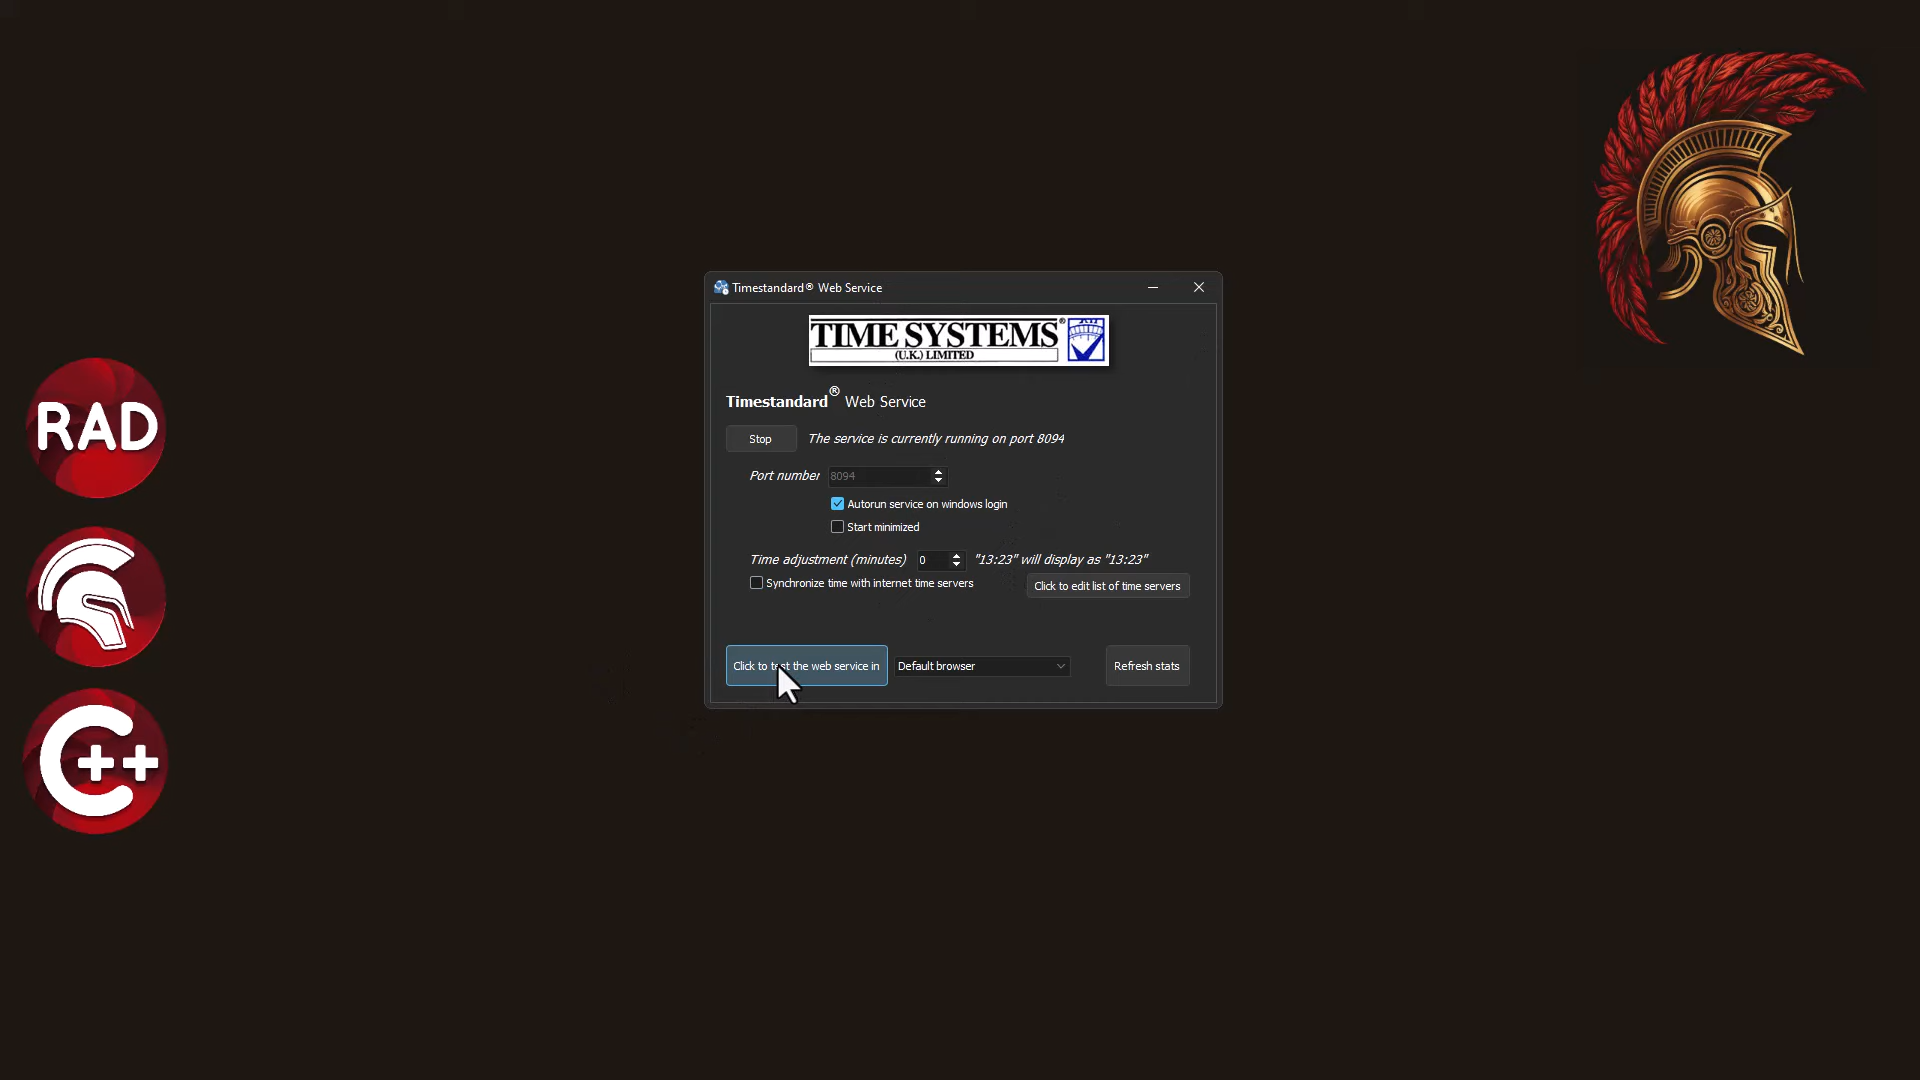 Timestandard® Web Service
TIME SYSTEMS®
(U.K.) LIMITED
XII
Timestandard® Web Service
Stop
The service is currently running on port 8094
RAD
Port number
8094
Autorun service on windows login
Start minimized
Time adjustment (minutes)
0
"13:23" will display as "13:23"
Synchronize time with internet time servers
Click to edit list of time servers
Click to test the web service in
Default browser
Refresh stats
C++